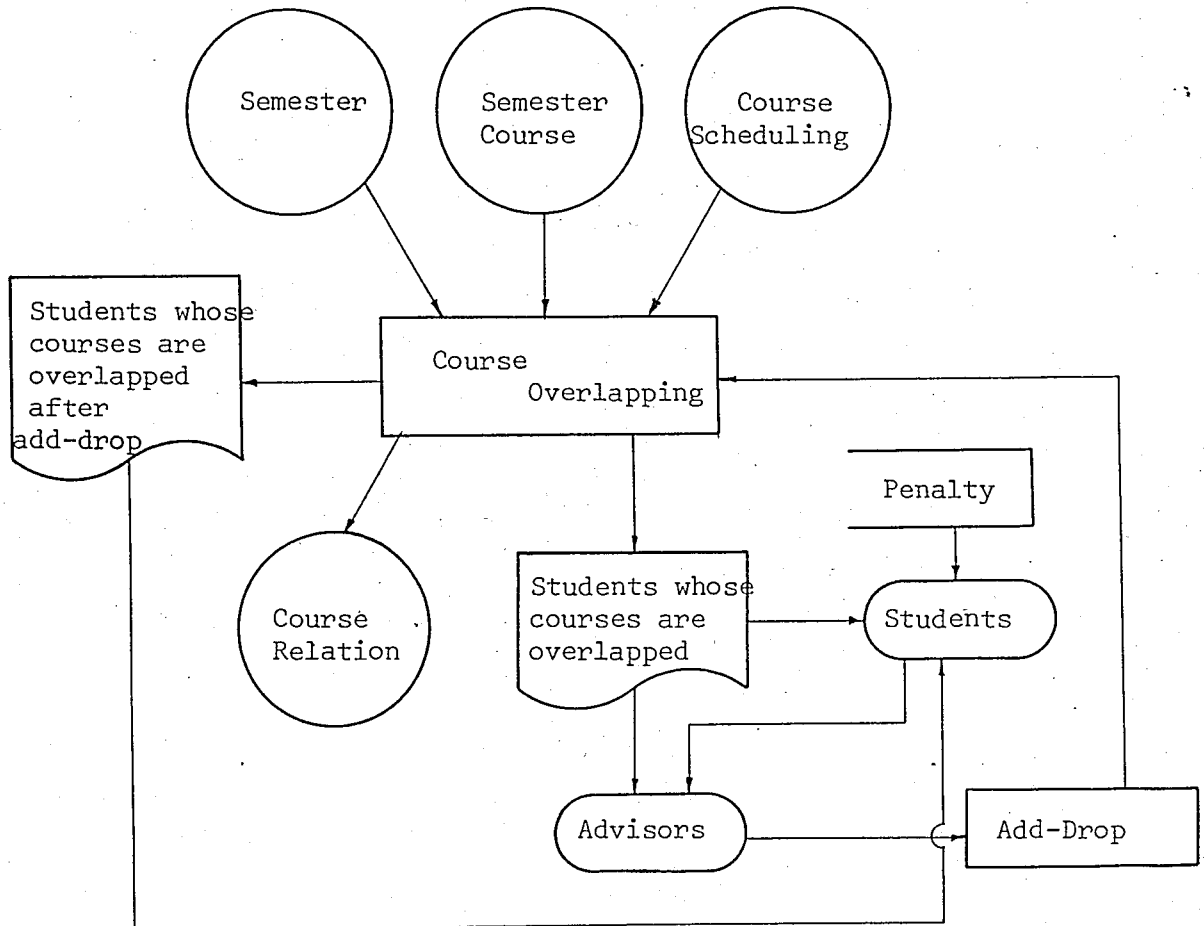 Semester
Semester
Course
Course
Scheduling
Students whose
courses are
overlapped
after
add-drop
Course
Overlapping
Penalty
Students whose
courses are
overlapped
Students
Course
Relation
Advisors
Add-Drop